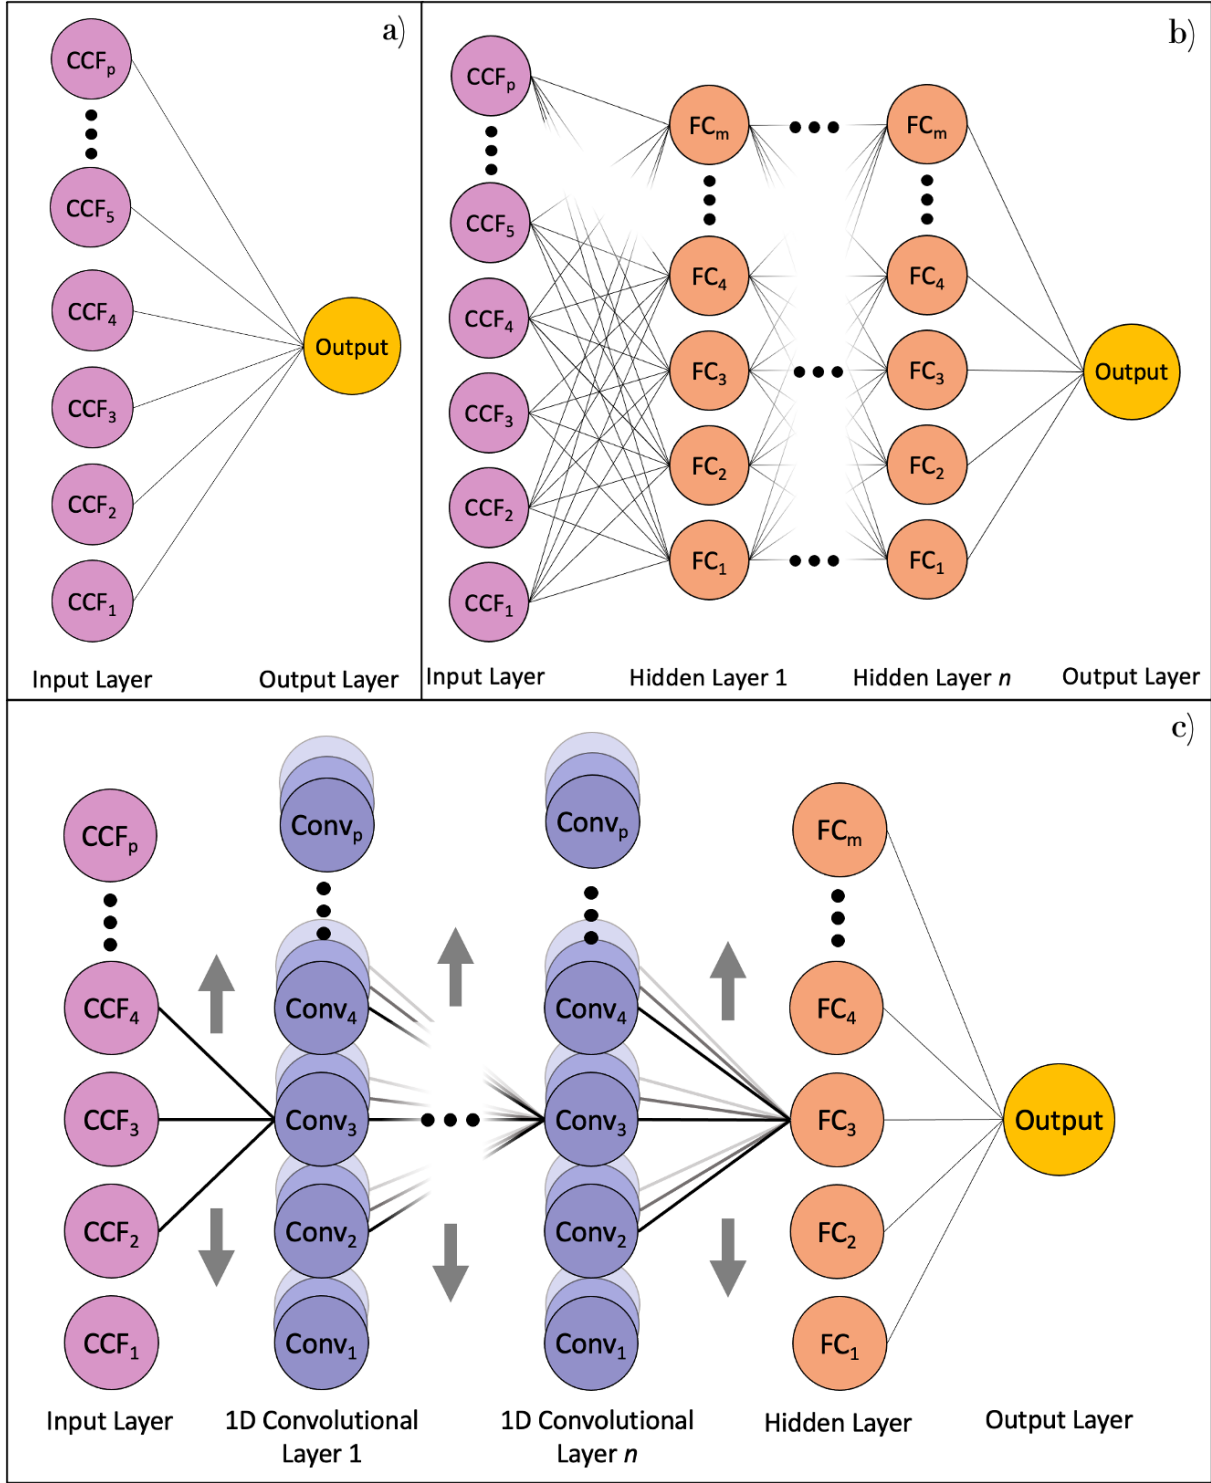 a)
CCFp
CCF5
CCF4
CCF3
CCF2
CCF1
Output
Input Layer
Output Layer
b)
CCFp
CCF5
CCF4
CCF3
CCF2
CCF1
FCm
FC4
FC3
FC2
FC1
FCm
FC4
FC3
FC2
FC1
Output
Input Layer
Hidden Layer 1
Hidden Layer n
Output Layer
c)
CCFp
CCF4
CCF3
CCF2
CCF1
Convp
Conv4
Conv3
Conv2
Conv1
Convp
Conv4
Conv3
Conv2
Conv1
FCm
FC4
FC3
FC2
FC1
Output
Input Layer
1D Convolutional
Layer 1
1D Convolutional
Layer n
Hidden Layer
Output Layer